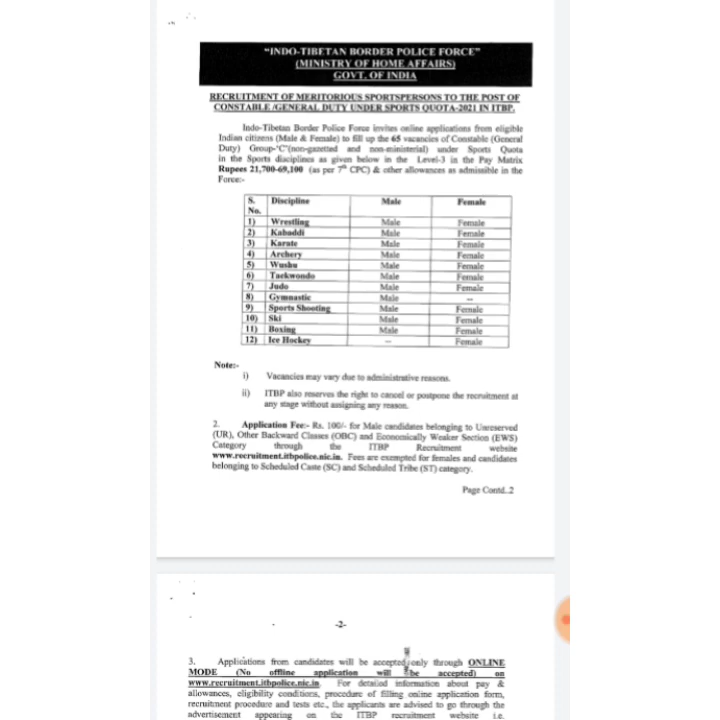 "INDO-TIBETAN BORDER POLICE FORCE"
(MINISTRY OF HOME AFFAIRS)
GOVT. OF INDIA
RECRUITMENT OF MERITORIOUS SPORTSPERSONS TO THE POST OF
CONSTABLE /GENERAL DUTY UNDER SPORTS QUOTA-2021 IN ITBP.
Indo-Tibetan Border Police Force invites online applications from eligible
Indian citizens (Male & Female) to fill up the 65 vacancies of Constable (General
Duty) Group-'C'(non-gazetted and non-ministerial) under Sports Quota
in the Sports disciplines as given below in the Level-3 in the Pay Matrix
Rupees 21,700-69,100 (as per 7th CPC) & other allowances as admissible in the
Force:-
S. No. Discipline Male Female
1) Wrestling Male Female
2) Kabaddi Male Female
3) Karate Male Female
4) Archery Male Female
5) Wushu Male Female
6) Taekwondo Male Female
7) Judo Male Female
8) Gymnastic Male --
9) Sports Shooting Male Female
10) Ski Male Female
11) Boxing Male Female
12) Ice Hockey -- Female
Note:-
i) Vacancies may vary due to administrative reasons.
ii) ITBP also reserves the right to cancel or postpone the recruitment at
any stage without assigning any reason.
2. Application Fee:- Rs. 100/- for Male candidates belonging to Unreserved
(UR), Other Backward Classes (OBC) and Economically Weaker Section (EWS)
Category through the ITBP Recruitment website
www.recruitment.itbpolice.nic.in. Fees are exempted for females and candidates
belonging to Scheduled Caste (SC) and Scheduled Tribe (ST) category.
Page Contd..2
-2-
3. Applications from candidates will be accepted only through ONLINE
MODE (No offline application will be accepted) on
www.recruitment.itbpolice.nic.in. For detailed information about pay &
allowances, eligibility conditions, procedure of filling online application form,
recruitment procedure and tests etc., the applicants are advised to go through the
advertisement appearing on the ITBP recruitment website i.e.